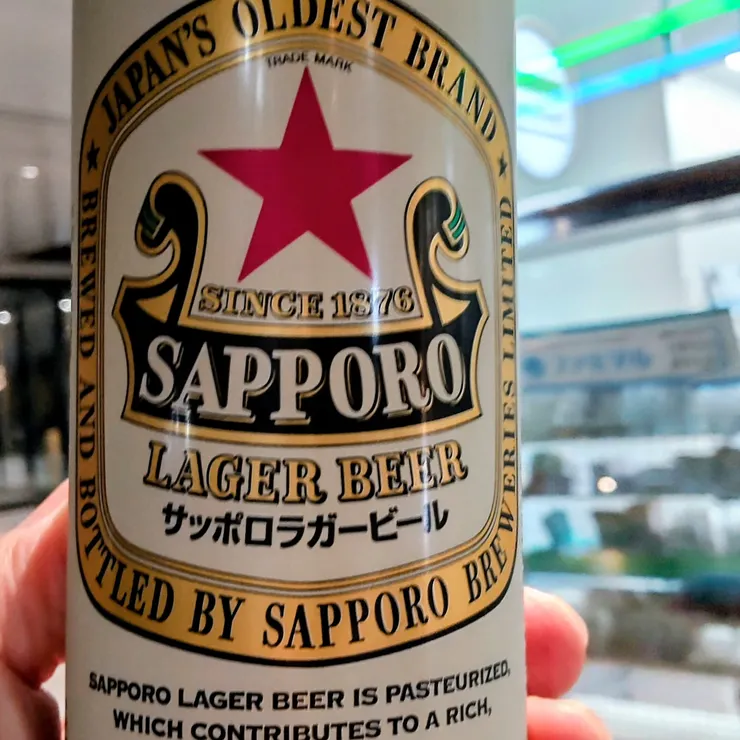 JAPAN'S OLDEST BRAND
TRADE MARK
SINCE 1876
SAPPORO
LAGER BEER
サッポロラガービール
BREWED AND BOTTLED BY SAPPORO BREWERIES LIMITED
SAPPORO LAGER BEER IS PASTEURIZED,
WHICH CONTRIBUTES TO A RICH,